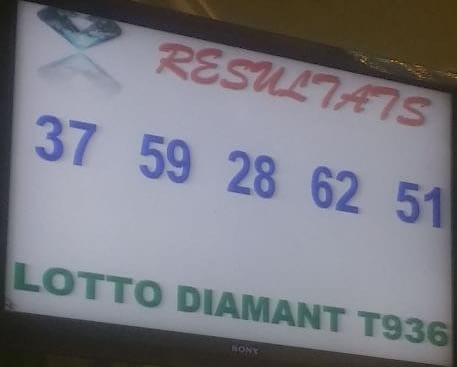 RESULTATS
37 59 28 62 51
LOTTO DIAMANT T936
SONY